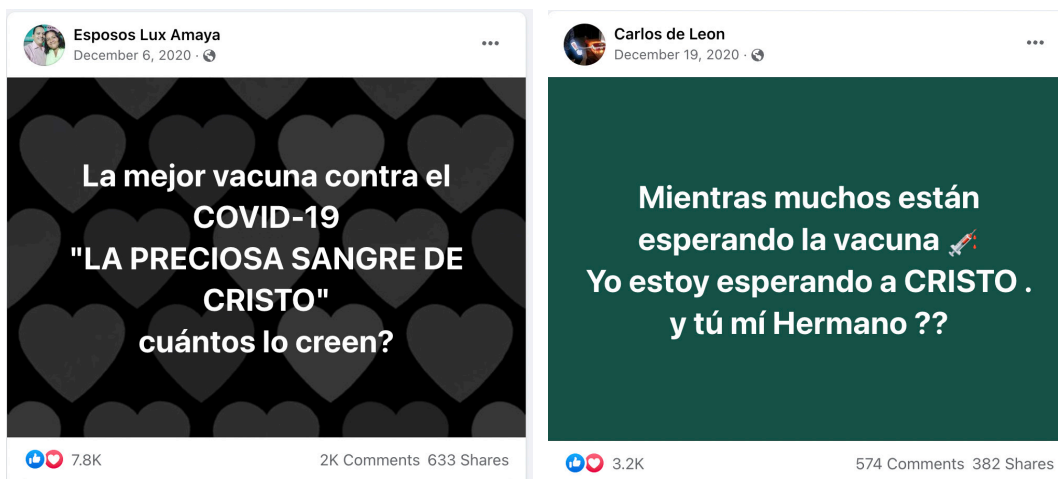 Esposos Lux Amaya
December 6, 2020 ·
La mejor vacuna contra el
COVID-19
"LA PRECIOSA SANGRE DE
CRISTO"
cuántos lo creen?
7.8K
2K Comments 633 Shares
Carlos de Leon
December 19, 2020 ·
Mientras muchos están
esperando la vacuna 💉
Yo estoy esperando a CRISTO .
y tú mí Hermano ??
3.2K
574 Comments 382 Shares